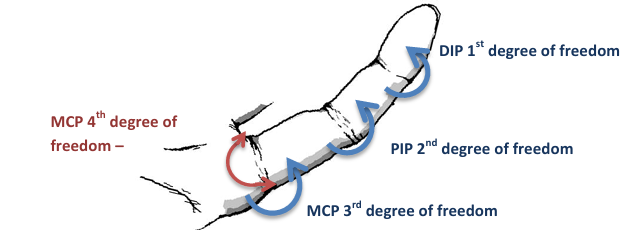 DIP 1st degree of freedom
MCP 4th degree of
freedom –
PIP 2nd degree of freedom
MCP 3rd degree of freedom